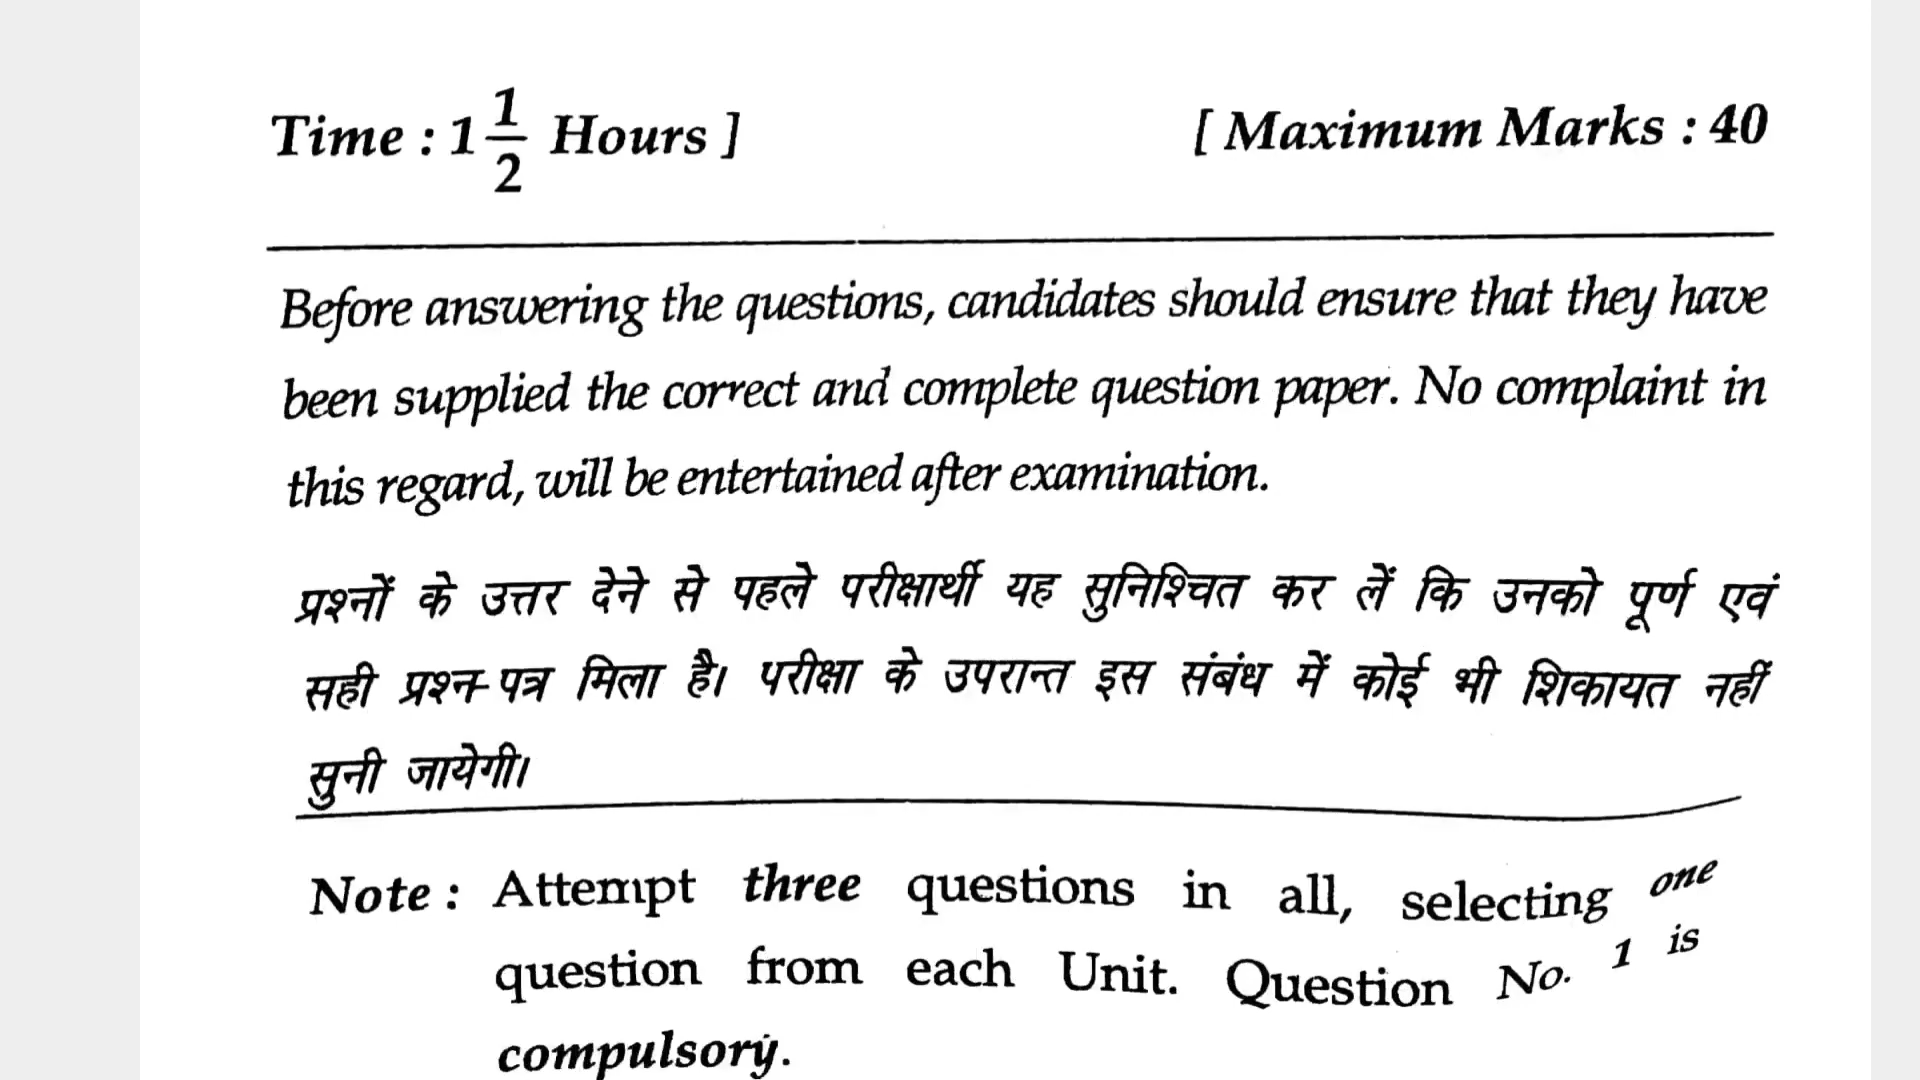 Time : 1 1/2 Hours ] [ Maximum Marks : 40
Before answering the questions, candidates should ensure that they have
been supplied the correct and complete question paper. No complaint in
this regard, will be entertained after examination.
प्रश्नों के उत्तर देने से पहले परीक्षार्थी यह सुनिश्चित कर लें कि उनको पूर्ण एवं
सही प्रश्न-पत्र मिला है। परीक्षा के उपरान्त इस संबंध में कोई भी शिकायत नहीं
सुनी जायेगी।
Note : Attempt three questions in all, selecting one
question from each Unit. Question No. 1 is
compulsory.